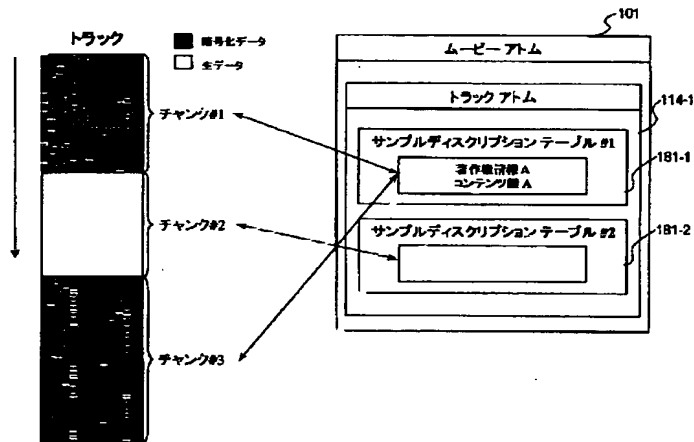 トラック
暗号化データ
生データ
チャンク#1
チャンク#2
チャンク#3
101
ムービー アトム
トラック アトム
114-1
サンプルディスクリプション テーブル #1
著作権情報 A
コンテンツ鍵 A
181-1
サンプルディスクリプション テーブル #2
181-2